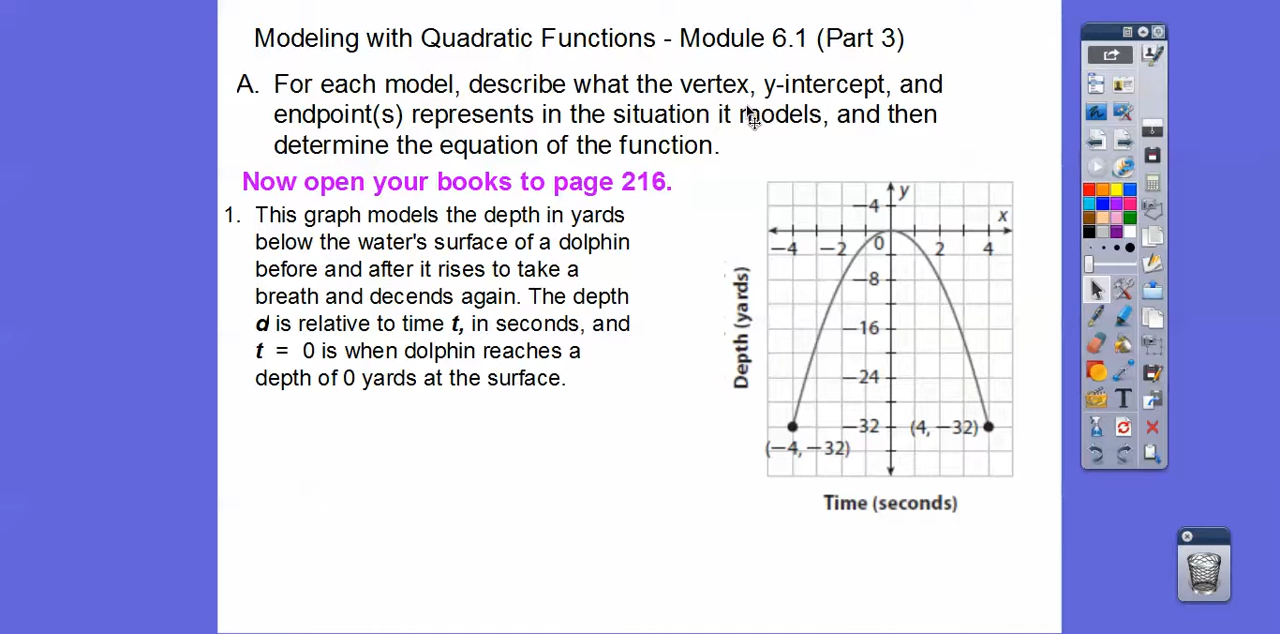 Modeling with Quadratic Functions - Module 6.1 (Part 3)
A. For each model, describe what the vertex, y-intercept, and
endpoint(s) represents in the situation it models, and then
determine the equation of the function.
Now open your books to page 216.
1. This graph models the depth in yards
below the water's surface of a dolphin
before and after it rises to take a
breath and decends again. The depth
d is relative to time t, in seconds, and
t = 0 is when dolphin reaches a
depth of 0 yards at the surface.
y
−4
x
−4 −2 0 2 4
−8
−16
−24
−32 (4, −32)
(−4, −32)
Depth (yards)
Time (seconds)
T